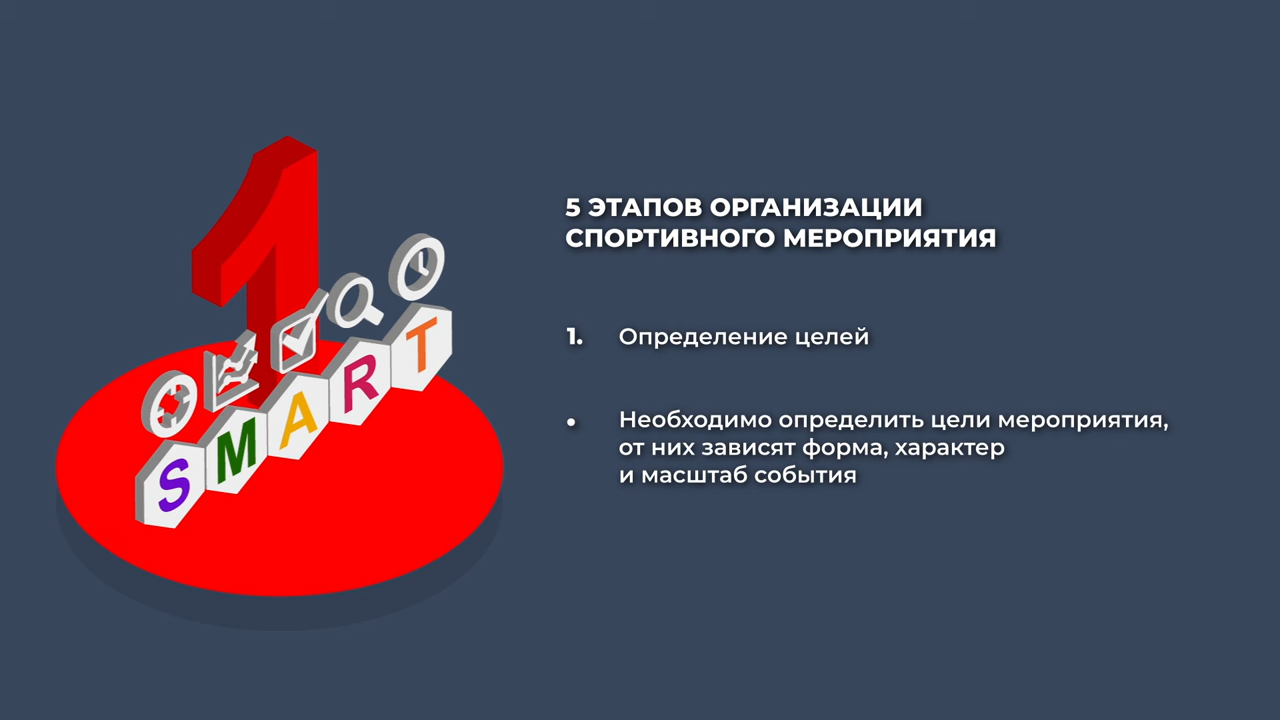 1
SMART
5 ЭТАПОВ ОРГАНИЗАЦИИ
СПОРТИВНОГО МЕРОПРИЯТИЯ
1. Определение целей
• Необходимо определить цели мероприятия,
от них зависят форма, характер
и масштаб события